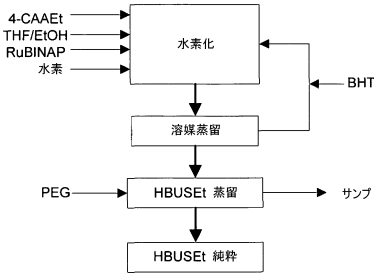 4-CAAEt
THF/EtOH
RuBINAP
水素
水素化
BHT
溶媒蒸留
PEG
HBUSEt 蒸留
サンプ
HBUSEt 純粋